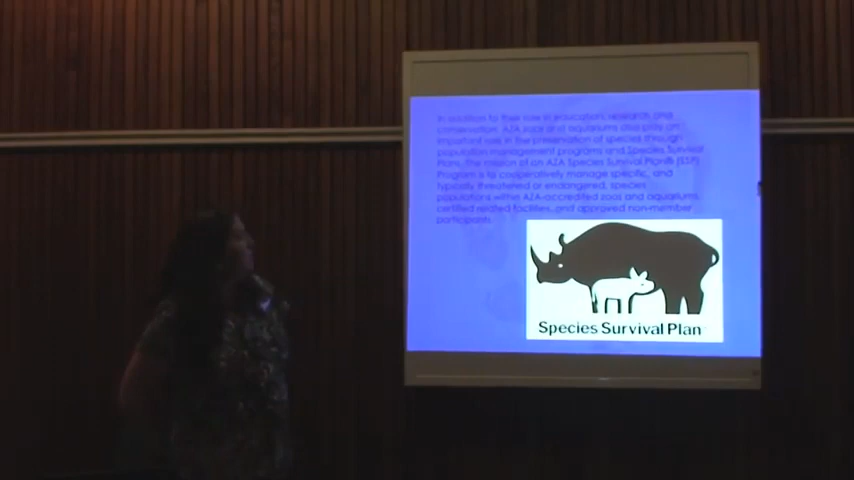 In addition to their role in education, research and
conservation, AZA zoos and aquariums also play an
important role in the preservation of species through
population management programs and Species Survival
Plans. The mission of an AZA Species Survival Plan® (SSP)
Program is to cooperatively manage specific, and
typically threatened or endangered, species
populations within AZA-accredited zoos and aquariums,
certified related facilities, and approved non-member
participants.
Species Survival Plan